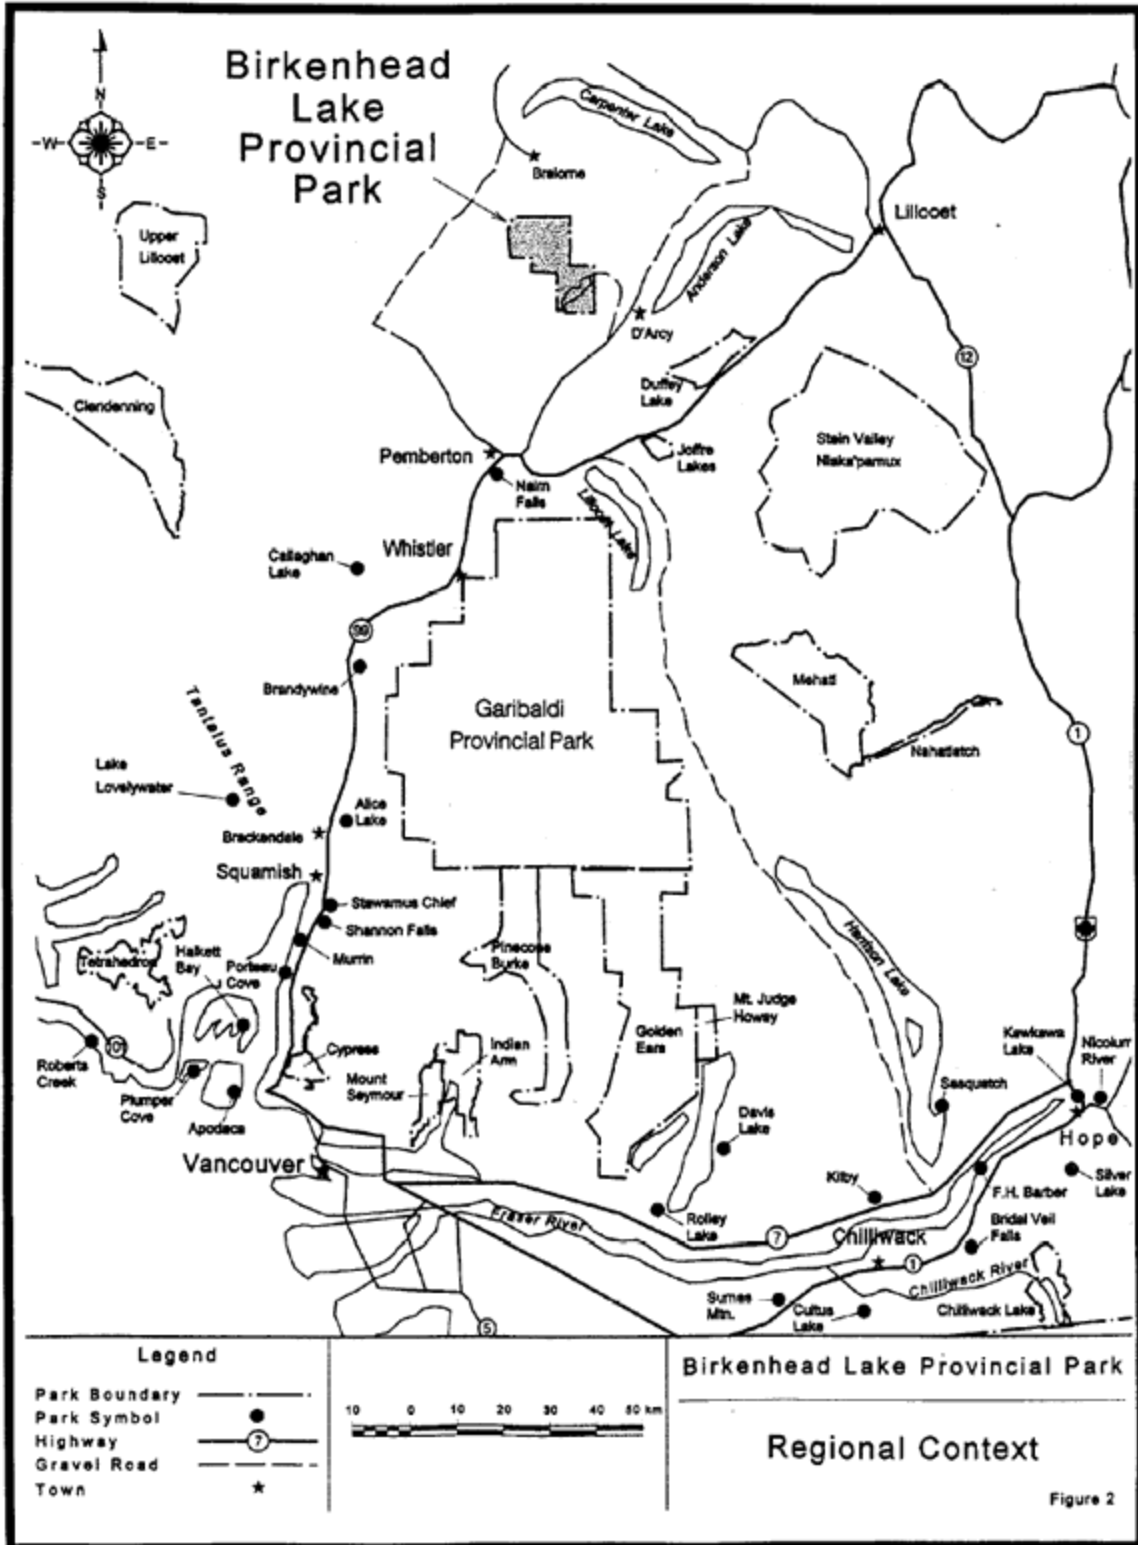 Birkenhead
Lake
Provincial
Park
N
W
E
S
Carpenter Lake
Bralorne
Lillooet
Upper
Lillooet
Anderson Lake
D'Arcy
12
Duffey
Lake
Clendenning
Stein Valley
Nlaka'pamux
Pemberton
Joffre
Lakes
Nairn
Falls
Lillooet Lake
Whistler
Callaghan
Lake
99
Brandywine
Mehatl
Garibaldi
Provincial Park
Tantalus Range
Nahatlatch
1
Lake
Lovelywater
Alice
Lake
Brackendale
Squamish
Stawamus Chief
Shannon Falls
Murrin
Harrison Lake
Tetrahedron
Halkett
Bay
Porteau
Cove
Pinecone
Burke
Mt. Judge
Howay
Golden
Ears
Indian
Arm
Kawkawa
Lake
Nicolum
River
101
Roberts
Creek
Cypress
Mount
Seymour
Plumper
Cove
Apodaca
Sasquatch
Davis
Lake
Hope
Vancouver
Kilby
F.H. Barber
Silver
Lake
Rolley
Lake
Fraser River
7
Chilliwack
Bridal Veil
Falls
1
Chilliwack River
Sumas
Mtn.
Cultus
Lake
Chilliwack Lake
5
Legend
Park Boundary
Park Symbol
Highway
7
Gravel Road
Town
10 0 10 20 30 40 50 km
Birkenhead Lake Provincial Park
Regional Context
Figure 2